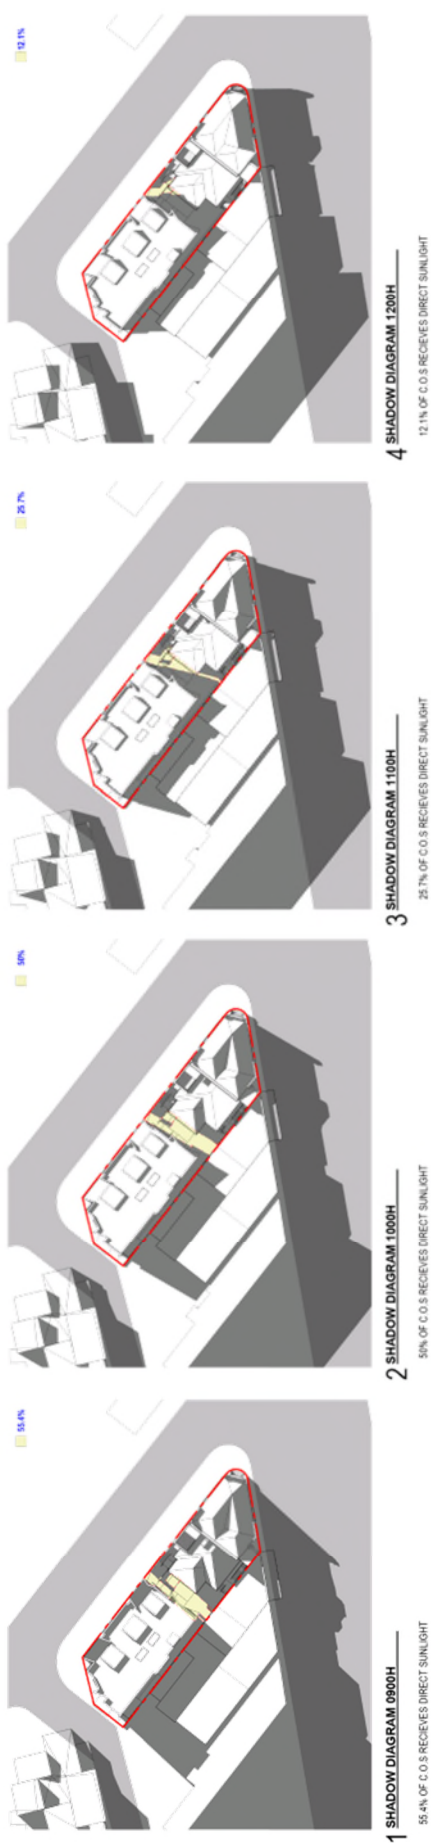 55.4%
1 SHADOW DIAGRAM 0900H
55.4% OF C.O.S RECIEVES DIRECT SUNLIGHT
50%
2 SHADOW DIAGRAM 1000H
50% OF C.O.S RECIEVES DIRECT SUNLIGHT
25.7%
3 SHADOW DIAGRAM 1100H
25.7% OF C.O.S RECIEVES DIRECT SUNLIGHT
12.1%
4 SHADOW DIAGRAM 1200H
12.1% OF C.O.S RECIEVES DIRECT SUNLIGHT